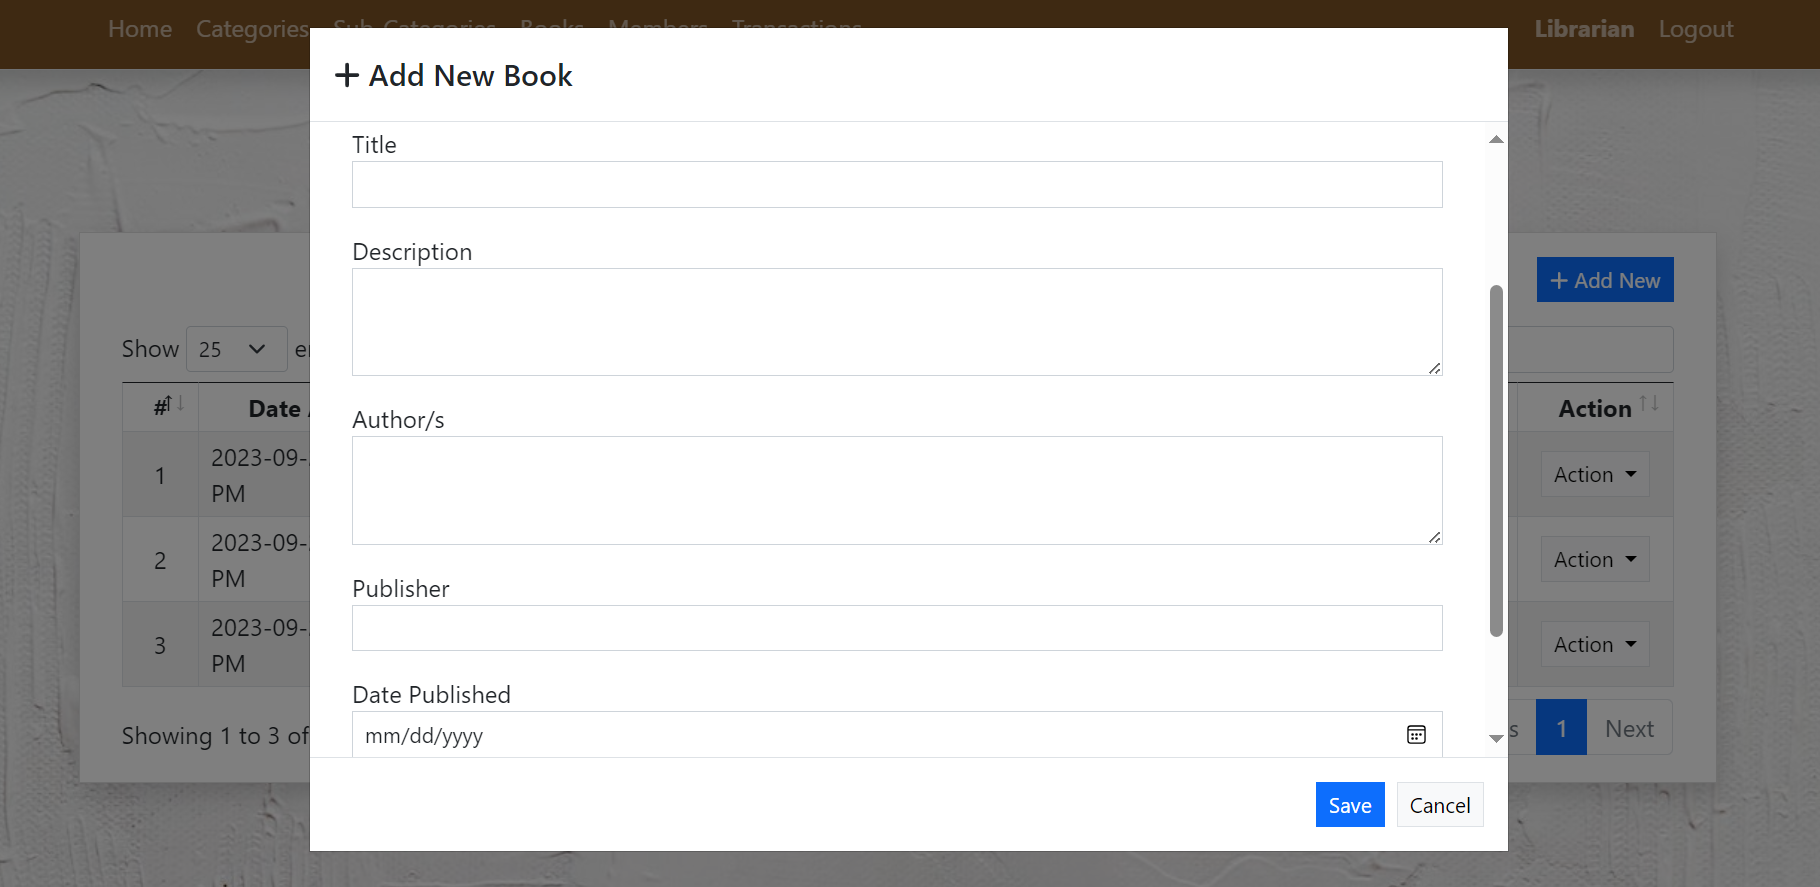 Home Categories Sub-Categories Books Members Transactions Librarian Logout
+ Add New Book
Title
Description
Author/s
Publisher
Date Published
mm/dd/yyyy
Save Cancel
+ Add New
Show 25
# Date Action
1 2023-09- PM Action
2 2023-09- PM Action
3 2023-09- PM Action
Showing 1 to 3 of
1 Next